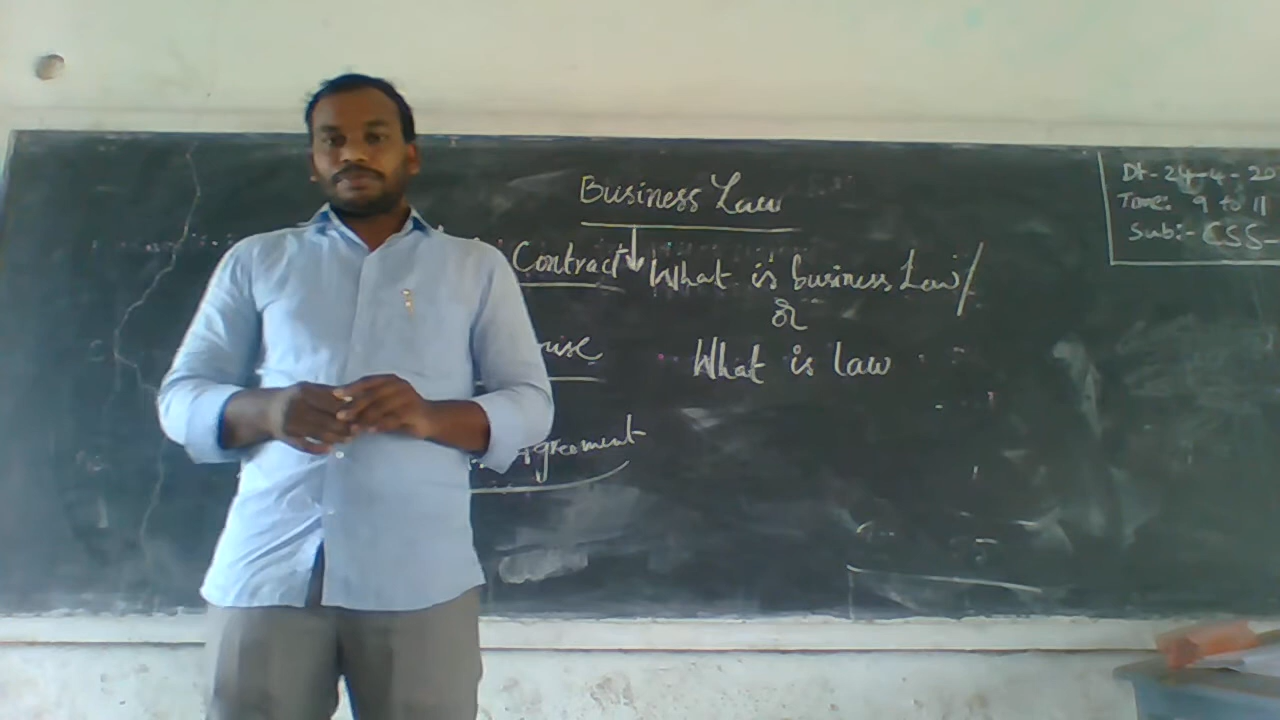 Business Law
Contract
What is business Law/
or
What is law
Agreement
Dt-24-4-20
Time: 9 to 11
Sub:- CSS-